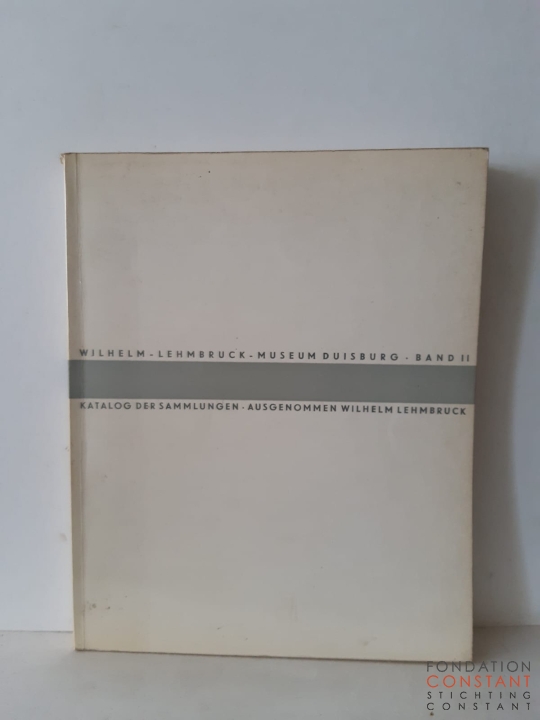 WILHELM-LEHMBRUCK-MUSEUM DUISBURG · BAND II
KATALOG DER SAMMLUNGEN · AUSGENOMMEN WILHELM LEHMBRUCK
FONDATION
CONSTANT
STICHTING
CONSTANT